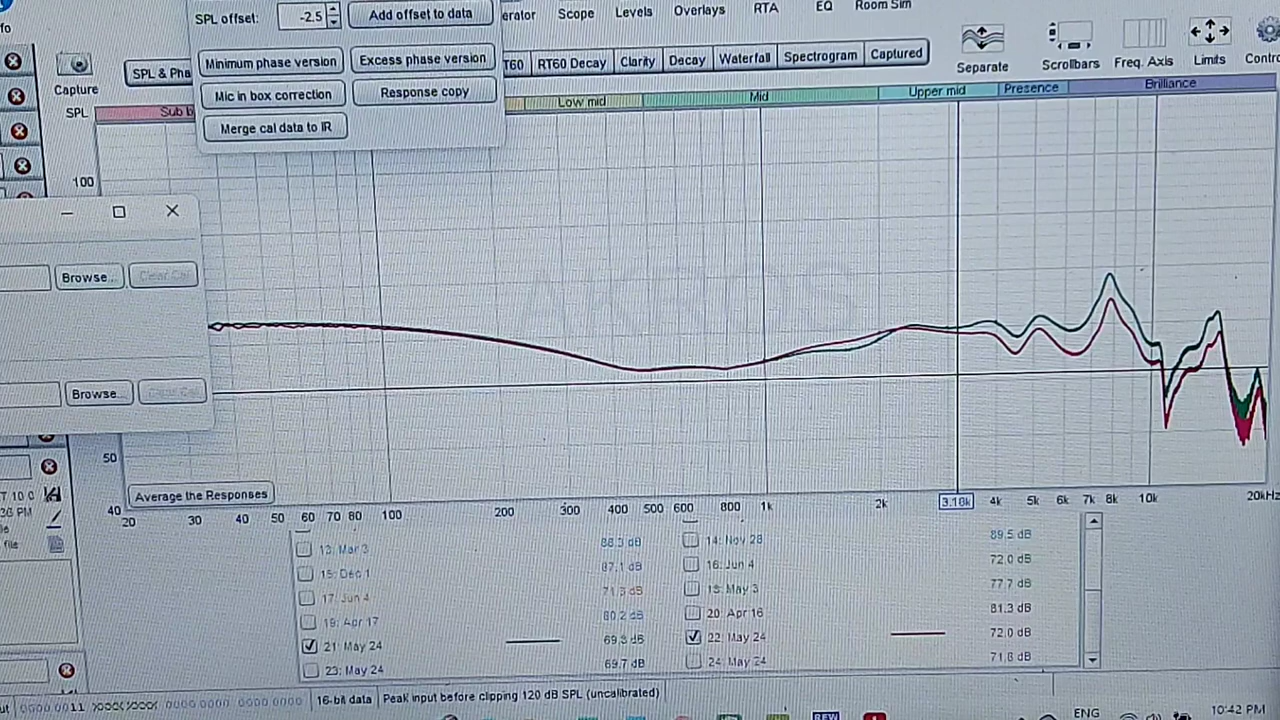 SPL offset: -2.5 Add offset to data
Scope Levels Overlays RTA EQ Room Sim
Minimum phase version Excess phase version
Mic in box correction Response copy
Merge cal data to IR
Capture
SPL & Pha
RT60 Decay Clarity Decay Waterfall Spectrogram Captured
Separate Scrollbars Freq. Axis Limits
SPL
Sub b
Low mid Mid Upper mid Presence Brilliance
100
Browse...
Browse...
50
40
Average the Responses
20 30 40 50 60 70 80 100 200 300 400 500 600 800 1k 2k 3.18k 4k 5k 6k 7k 8k 10k 20kHz
13: Mar 3 88.3 dB 14: Nov 28 89.5 dB
15: Dec 1 87.1 dB 16: Jun 4 72.0 dB
17: Jun 4 71.3 dB 18: May 3 77.7 dB
19: Apr 17 80.2 dB 20: Apr 16 81.3 dB
21: May 24 69.3 dB 22: May 24 72.0 dB
23: May 24 69.7 dB 24: May 24 71.8 dB
file
16-bit data Peak input before clipping 120 dB SPL (uncalibrated)
REW ENG 10:42 PM